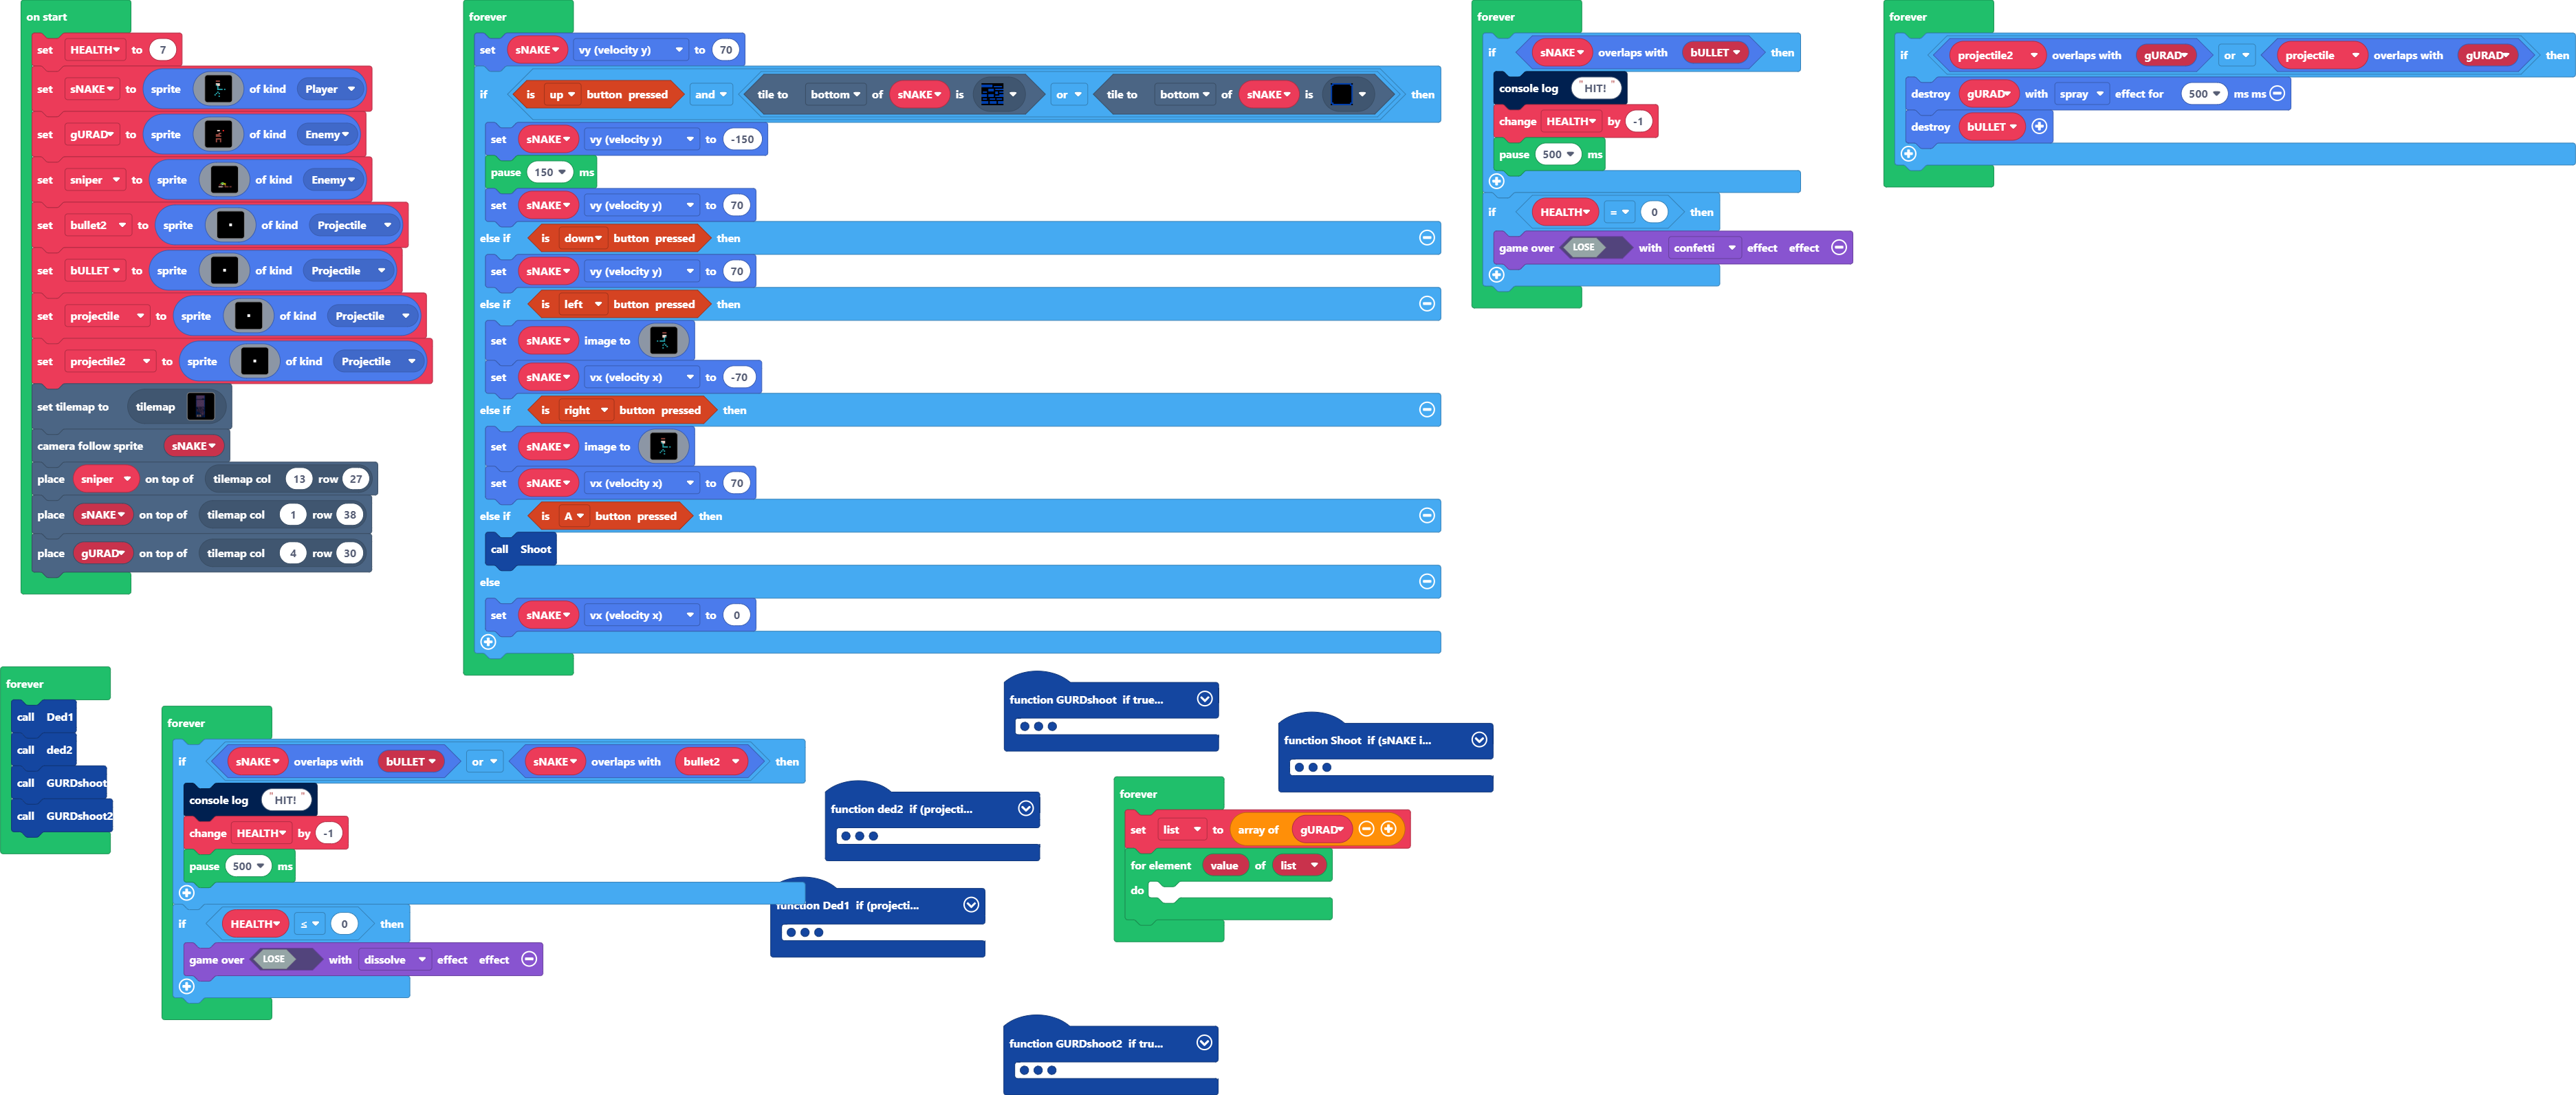 on start
set HEALTH to 7
set sNAKE to sprite of kind Player
set gURAD to sprite of kind Enemy
set sniper to sprite of kind Enemy
set bullet2 to sprite of kind Projectile
set bULLET to sprite of kind Projectile
set projectile to sprite of kind Projectile
set projectile2 to sprite of kind Projectile
set tilemap to tilemap
camera follow sprite sNAKE
place sniper on top of tilemap col 13 row 27
place sNAKE on top of tilemap col 1 row 38
place gURAD on top of tilemap col 4 row 30
forever
set sNAKE vy (velocity y) to 70
if is up button pressed and tile to bottom of sNAKE is or tile to bottom of sNAKE is then
set sNAKE vy (velocity y) to -150
pause 150 ms
set sNAKE vy (velocity y) to 70
else if is down button pressed then
set sNAKE vy (velocity y) to 70
else if is left button pressed then
set sNAKE image to
set sNAKE vx (velocity x) to -70
else if is right button pressed then
set sNAKE image to
set sNAKE vx (velocity x) to 70
else if is A button pressed then
call Shoot
else
set sNAKE vx (velocity x) to 0
forever
if sNAKE overlaps with bULLET then
console log "HIT!"
change HEALTH by -1
pause 500 ms
if HEALTH = 0 then
game over LOSE with confetti effect effect
forever
if projectile2 overlaps with gURAD or projectile overlaps with gURAD then
destroy gURAD with spray effect for 500 ms ms
destroy bULLET
forever
call Ded1
call ded2
call GURDshoot
call GURDshoot2
forever
if sNAKE overlaps with bULLET or sNAKE overlaps with bullet2 then
console log "HIT!"
change HEALTH by -1
pause 500 ms
if HEALTH ≤ 0 then
game over LOSE with dissolve effect effect
function GURDshoot if true...
function Shoot if (sNAKE i...
function ded2 if (projecti...
function Ded1 if (projecti...
forever
set list to array of gURAD
for element value of list
do
function GURDshoot2 if tru...